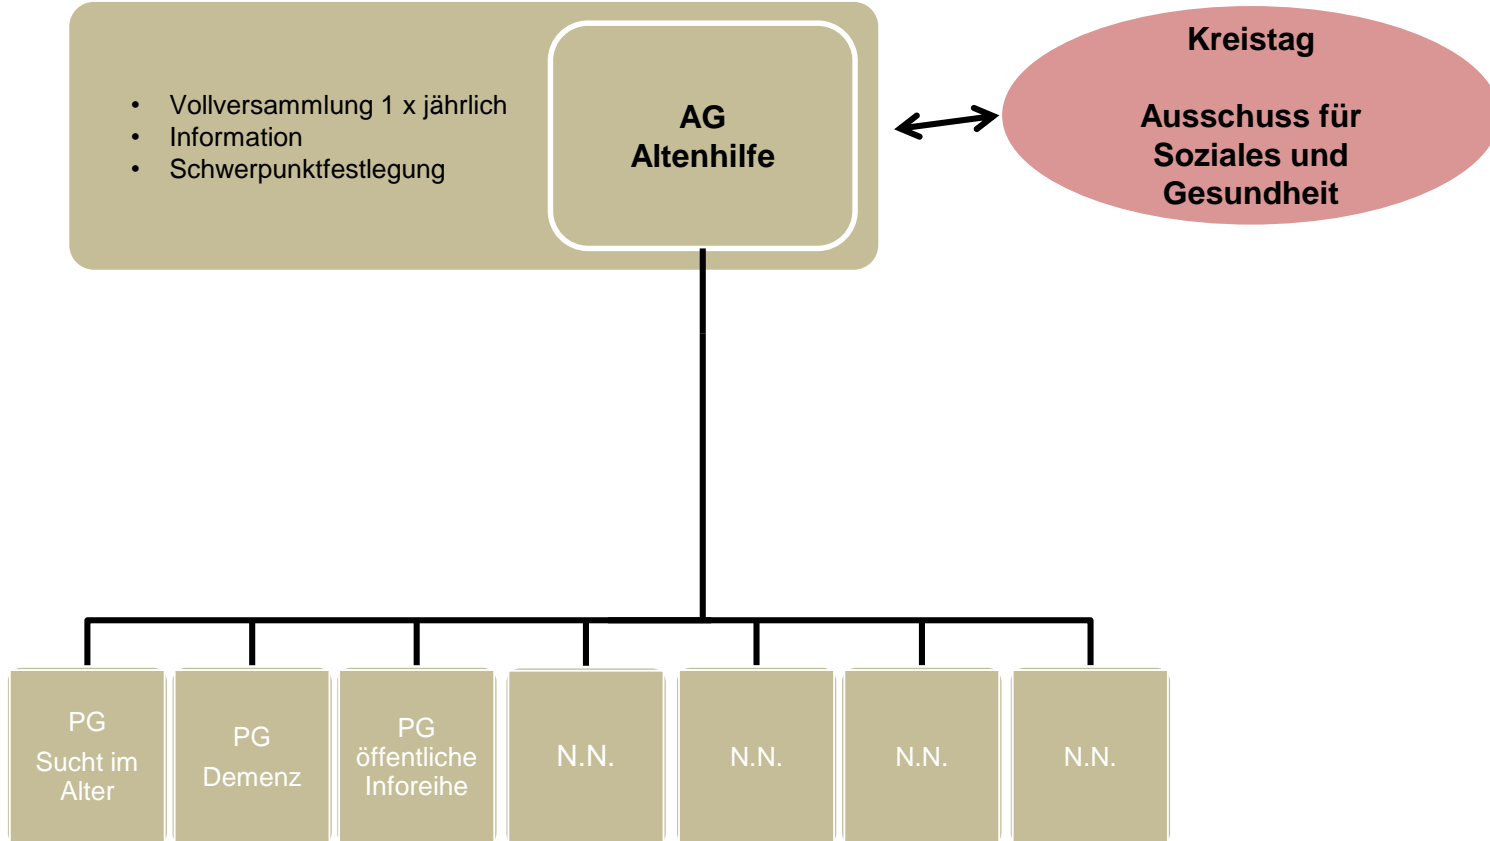 • Vollversammlung 1 x jährlich
• Information
• Schwerpunktfestlegung
AG
Altenhilfe
Kreistag
Ausschuss für
Soziales und
Gesundheit
PG
Sucht im
Alter
PG
Demenz
PG
öffentliche
Inforeihe
N.N.
N.N.
N.N.
N.N.